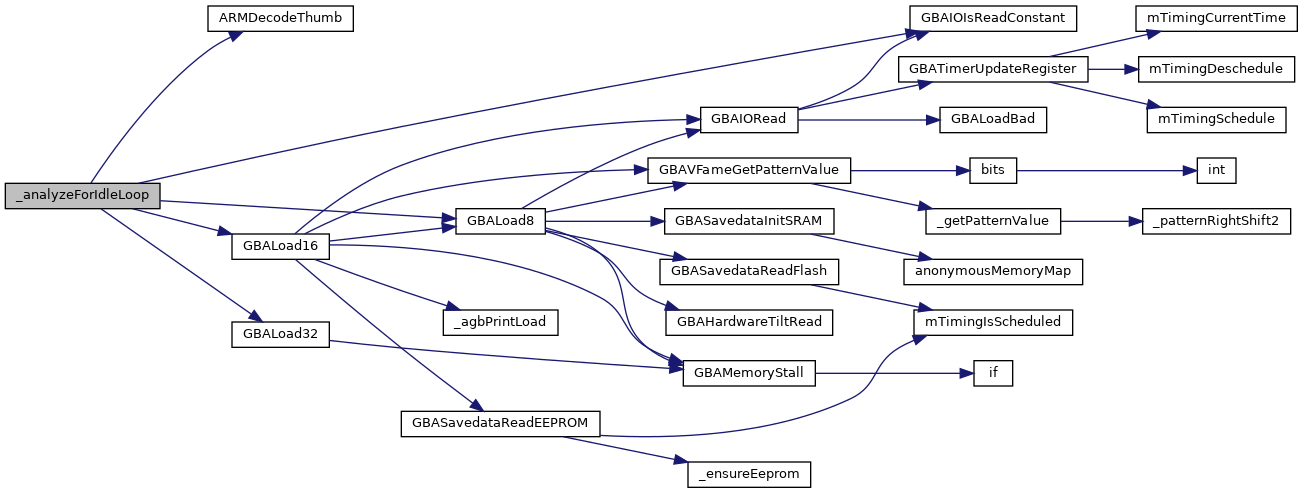 ARMDecodeThumb
GBAIOIsReadConstant
mTimingCurrentTime
GBATimerUpdateRegister
mTimingDeschedule
GBAIORead
GBALoadBad
mTimingSchedule
GBAVFameGetPatternValue
bits
int
_analyzeForIdleLoop
GBALoad8
GBASavedataInitSRAM
_getPatternValue
_patternRightShift2
GBALoad16
GBASavedataReadFlash
anonymousMemoryMap
_agbPrintLoad
GBAHardwareTiltRead
mTimingIsScheduled
GBALoad32
GBAMemoryStall
if
GBASavedataReadEEPROM
_ensureEeprom